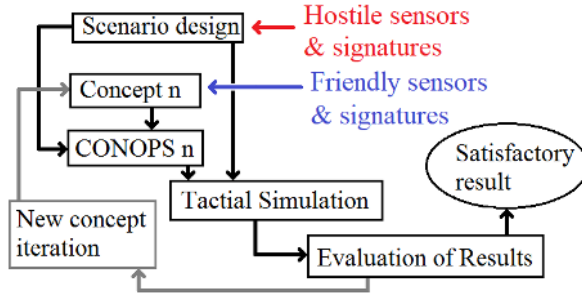 Scenario design
Hostile sensors
& signatures
Concept n
Friendly sensors
& signatures
CONOPS n
Satisfactory
result
Tactial Simulation
New concept
iteration
Evaluation of Results